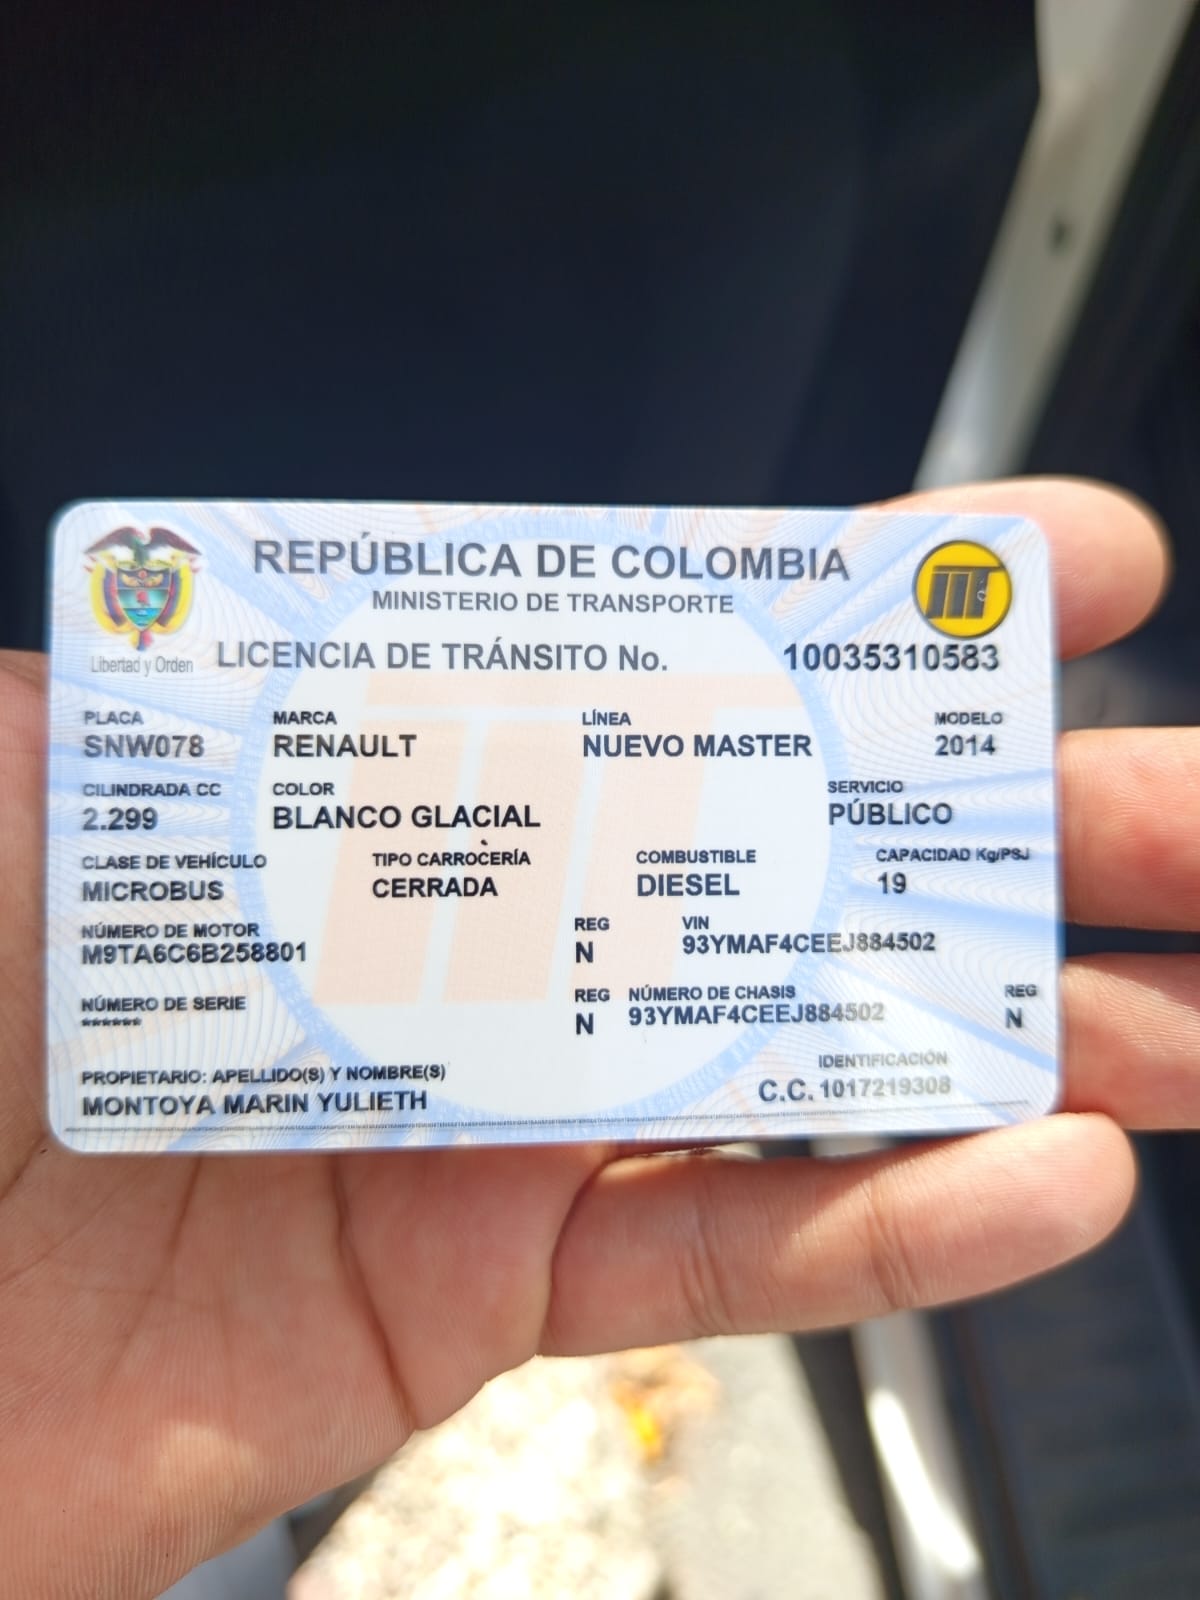 REPÚBLICA DE COLOMBIA
MINISTERIO DE TRANSPORTE
Libertad y Orden
LICENCIA DE TRÁNSITO No. 10035310583
PLACA MARCA LÍNEA MODELO
SNW078 RENAULT NUEVO MASTER 2014
CILINDRADA CC COLOR SERVICIO
2.299 BLANCO GLACIAL PÚBLICO
CLASE DE VEHÍCULO TIPO CARROCERÍA COMBUSTIBLE CAPACIDAD Kg/PSJ
MICROBUS CERRADA DIESEL 19
NÚMERO DE MOTOR REG VIN
M9TA6C6B258801 N 93YMAF4CEEJ884502
NÚMERO DE SERIE REG NÚMERO DE CHASIS REG
****** N 93YMAF4CEEJ884502 N
PROPIETARIO: APELLIDO(S) Y NOMBRE(S) IDENTIFICACIÓN
MONTOYA MARIN YULIETH C.C. 1017219308